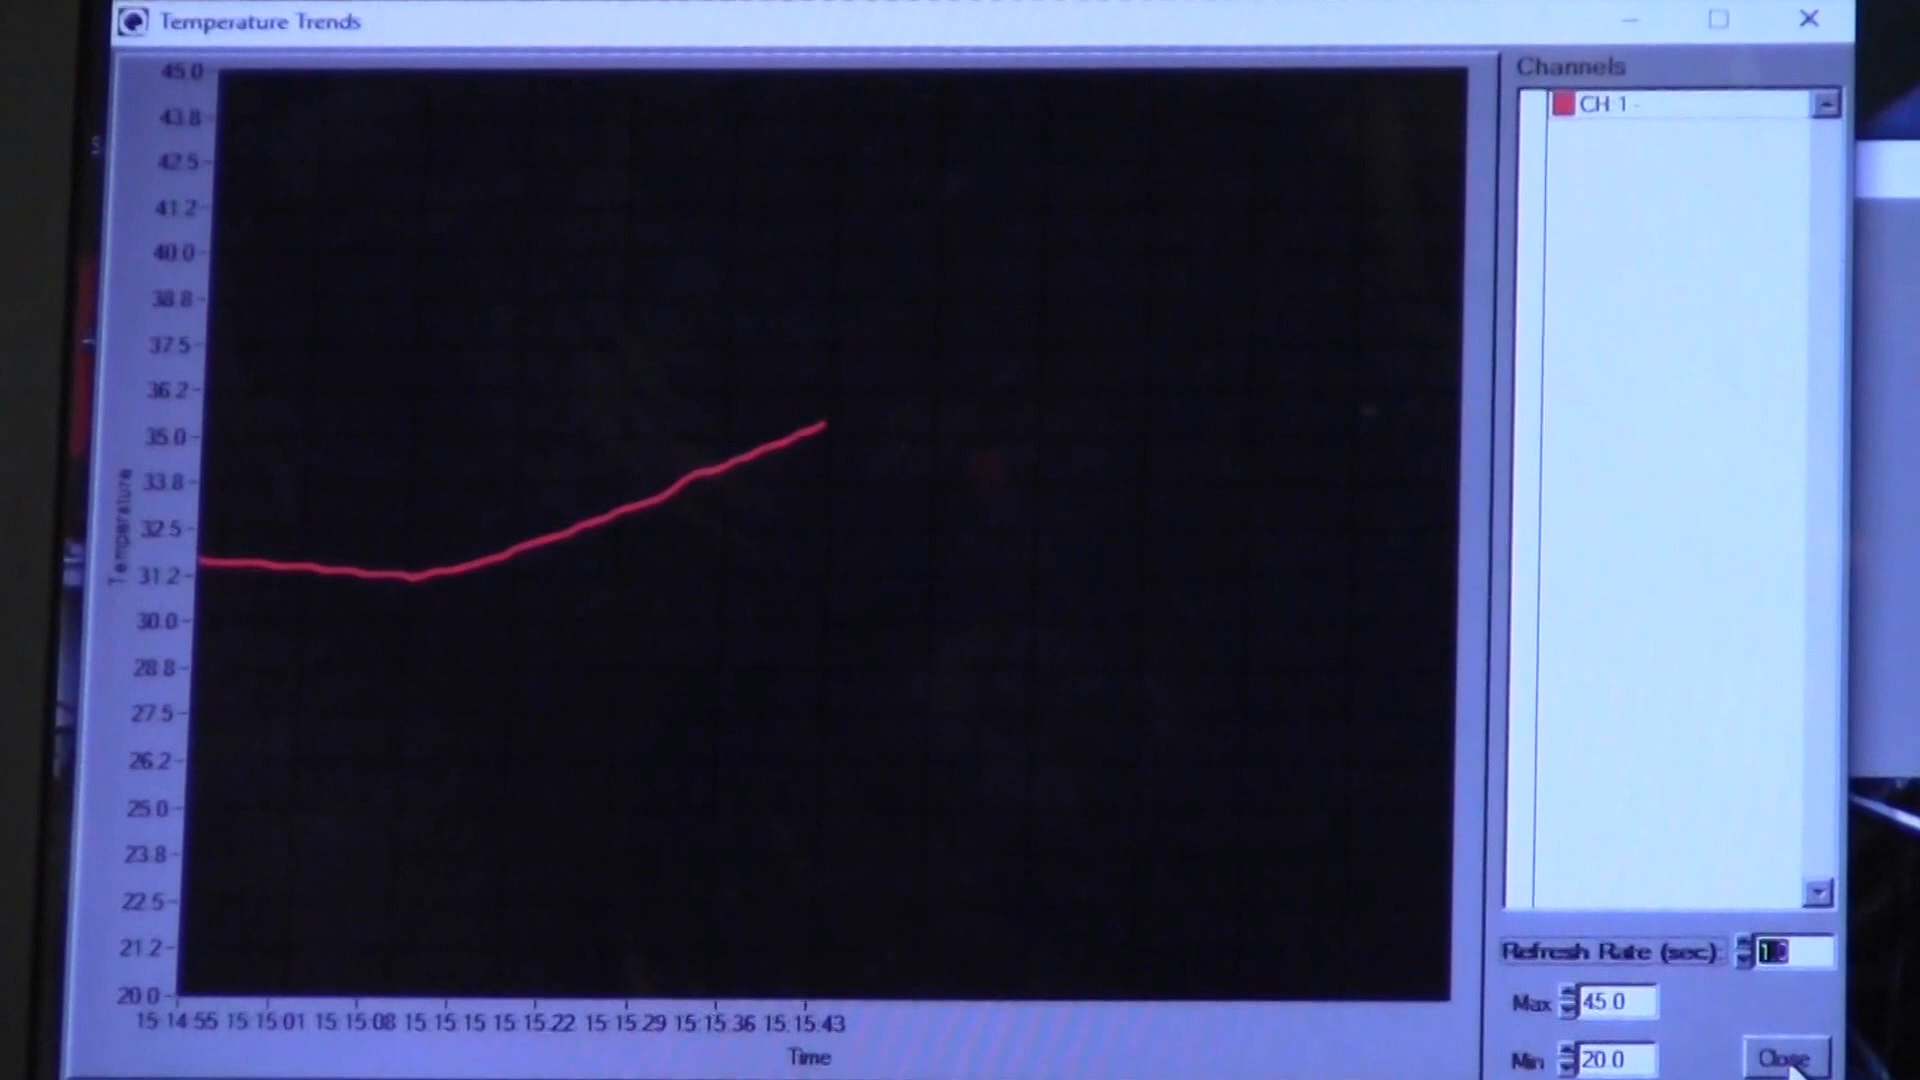 Temperature Trends
45.0
43.8
42.5
41.2
40.0
38.8
37.5
36.2
35.0
33.8
32.5
31.2
30.0
28.8
27.5
26.2
25.0
23.8
22.5
21.2
20.0
Temperature
15:14:55 15:15:01 15:15:08 15:15:15 15:15:22 15:15:29 15:15:36 15:15:43
Time
Channels
CH 1 -
Refresh Rate (sec):
Max 45.0
Min 20.0
Close